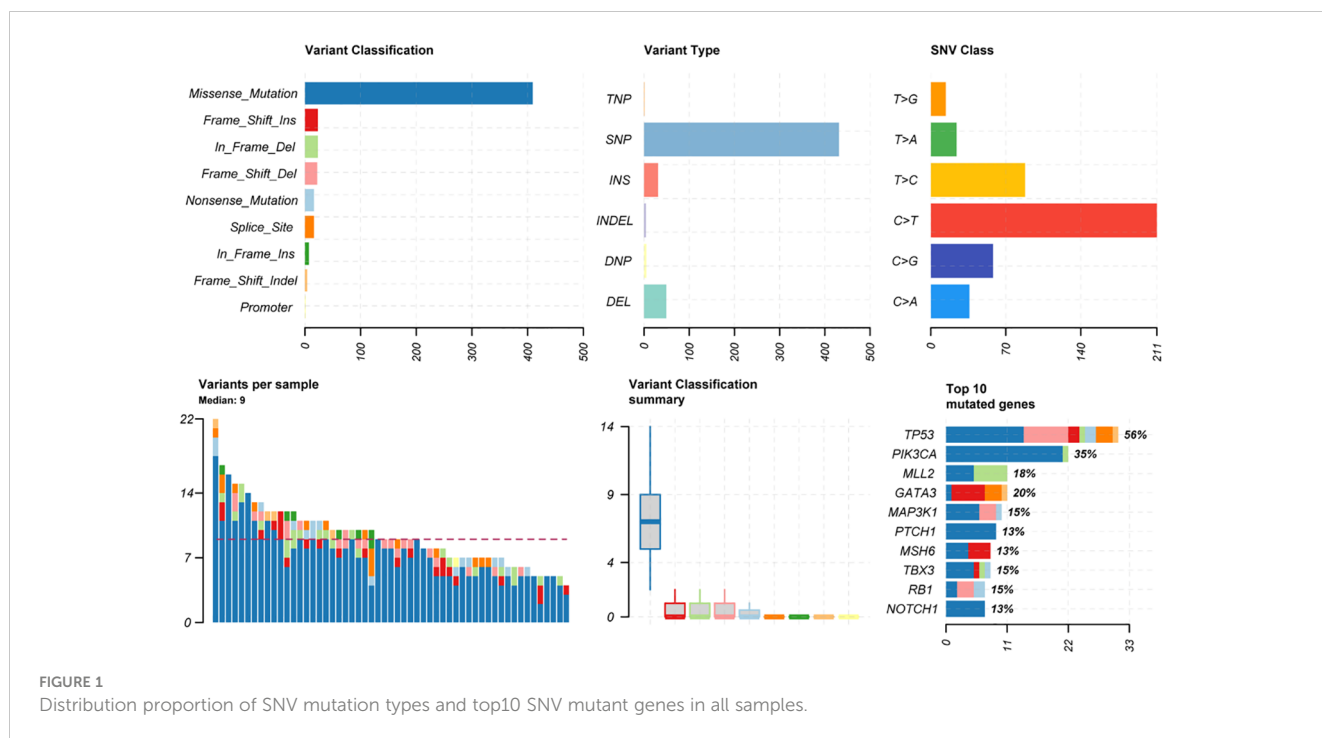 Variant Classification
Missense_Mutation
Frame_Shift_Ins
In_Frame_Del
Frame_Shift_Del
Nonsense_Mutation
Splice_Site
In_Frame_Ins
Frame_Shift_Indel
Promoter
0 100 200 300 400 500
Variant Type
TNP
SNP
INS
INDEL
DNP
DEL
0 100 200 300 400 500
SNV Class
T>G
T>A
T>C
C>T
C>G
C>A
0 70 140 211
Variants per sample
Median: 9
22
14
7
0
Variant Classification
summary
14
9
4
0
Top 10
mutated genes
TP53 56%
PIK3CA 35%
MLL2 18%
GATA3 20%
MAP3K1 15%
PTCH1 13%
MSH6 13%
TBX3 15%
RB1 15%
NOTCH1 13%
0 11 22 33
FIGURE 1
Distribution proportion of SNV mutation types and top10 SNV mutant genes in all samples.